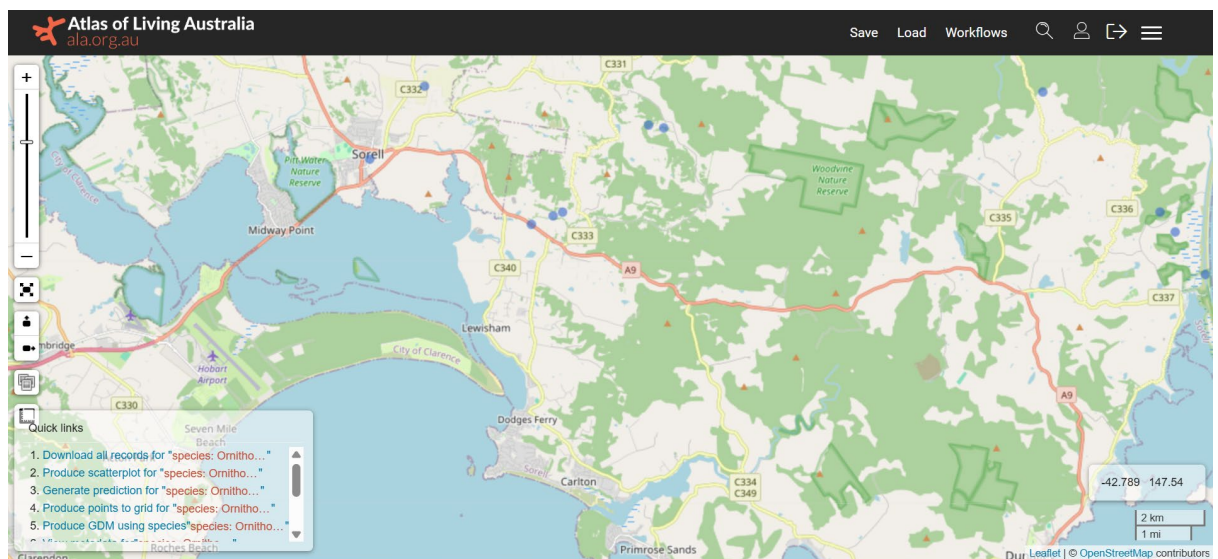 Atlas of Living Australia
ala.org.au
Save Load Workflows
C331
C332
Sorell
Pitt Water
Nature
Reserve
City of Clarence
Midway Point
Woodvine
Nature
Reserve
C333
C335
C336
C340
A9
C337
Lewisham
City of Clarence
mbridge
Hobart
Airport
C330
Seven Mile
Beach
Dodges Ferry
A9
Sorell
Carlton
C334
C349
Primrose Sands
Quick links
1. Download all records for "species: Ornitho..."
2. Produce scatterplot for "species: Ornitho..."
3. Generate prediction for "species: Ornitho..."
4. Produce points to grid for "species: Ornitho..."
5. Produce GDM using species"species: Ornitho..."
Roches Beach
Clarendon
-42.789 147.54
2 km
1 mi
Dun
Leaflet | © OpenStreetMap contributors